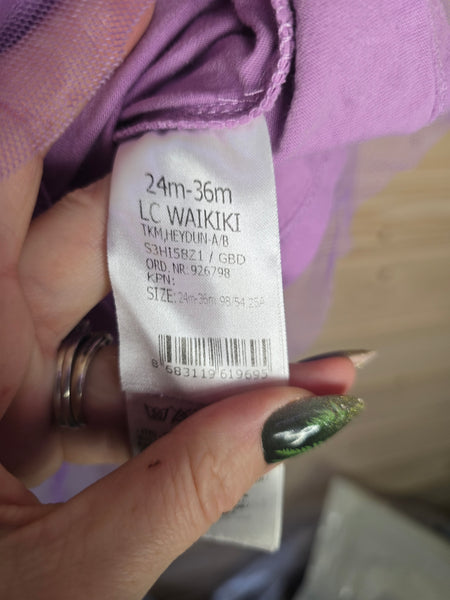 24m-36m
LC WAIKIKI
TKM,HEYDUN-A/B
S3H158Z1 / GBD
ORD. NR: 926798
KPN:
SIZE: 24m-36m 98/54.25A
8 683119 619695